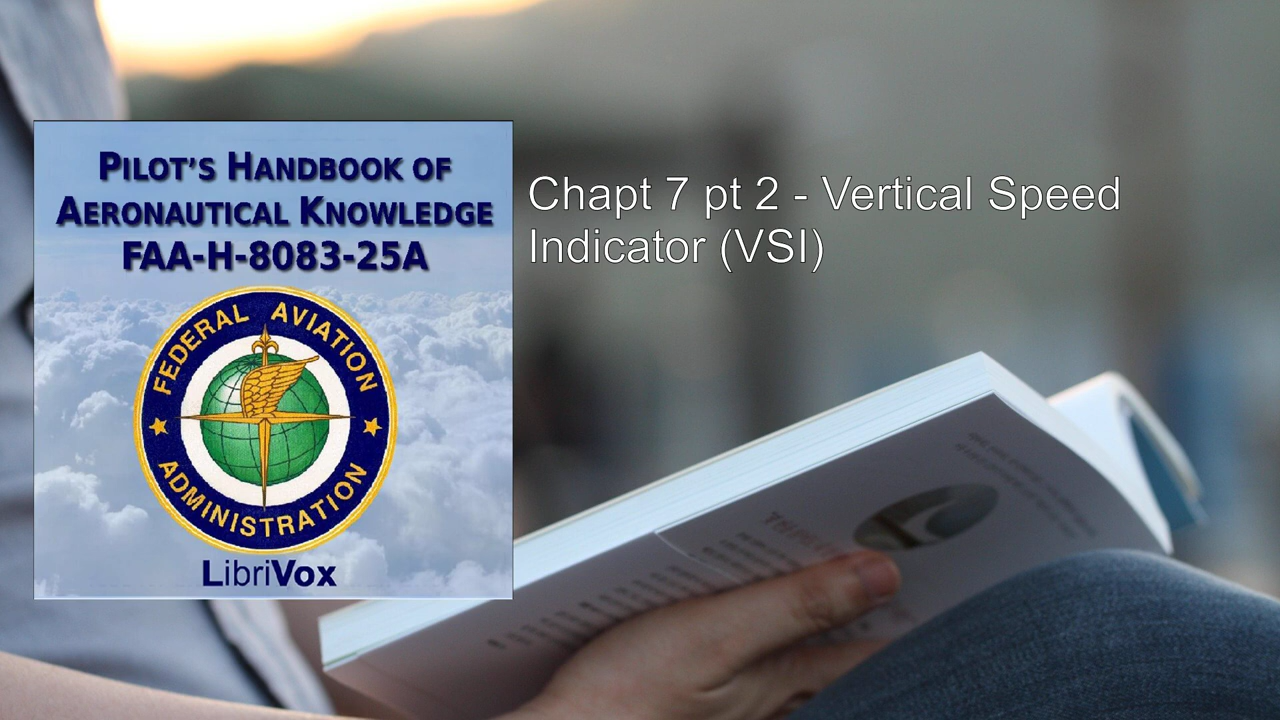 PILOT'S HANDBOOK OF
AERONAUTICAL KNOWLEDGE
FAA-H-8083-25A
FEDERAL AVIATION
ADMINISTRATION
LibriVox
Chapt 7 pt 2 - Vertical Speed
Indicator (VSI)